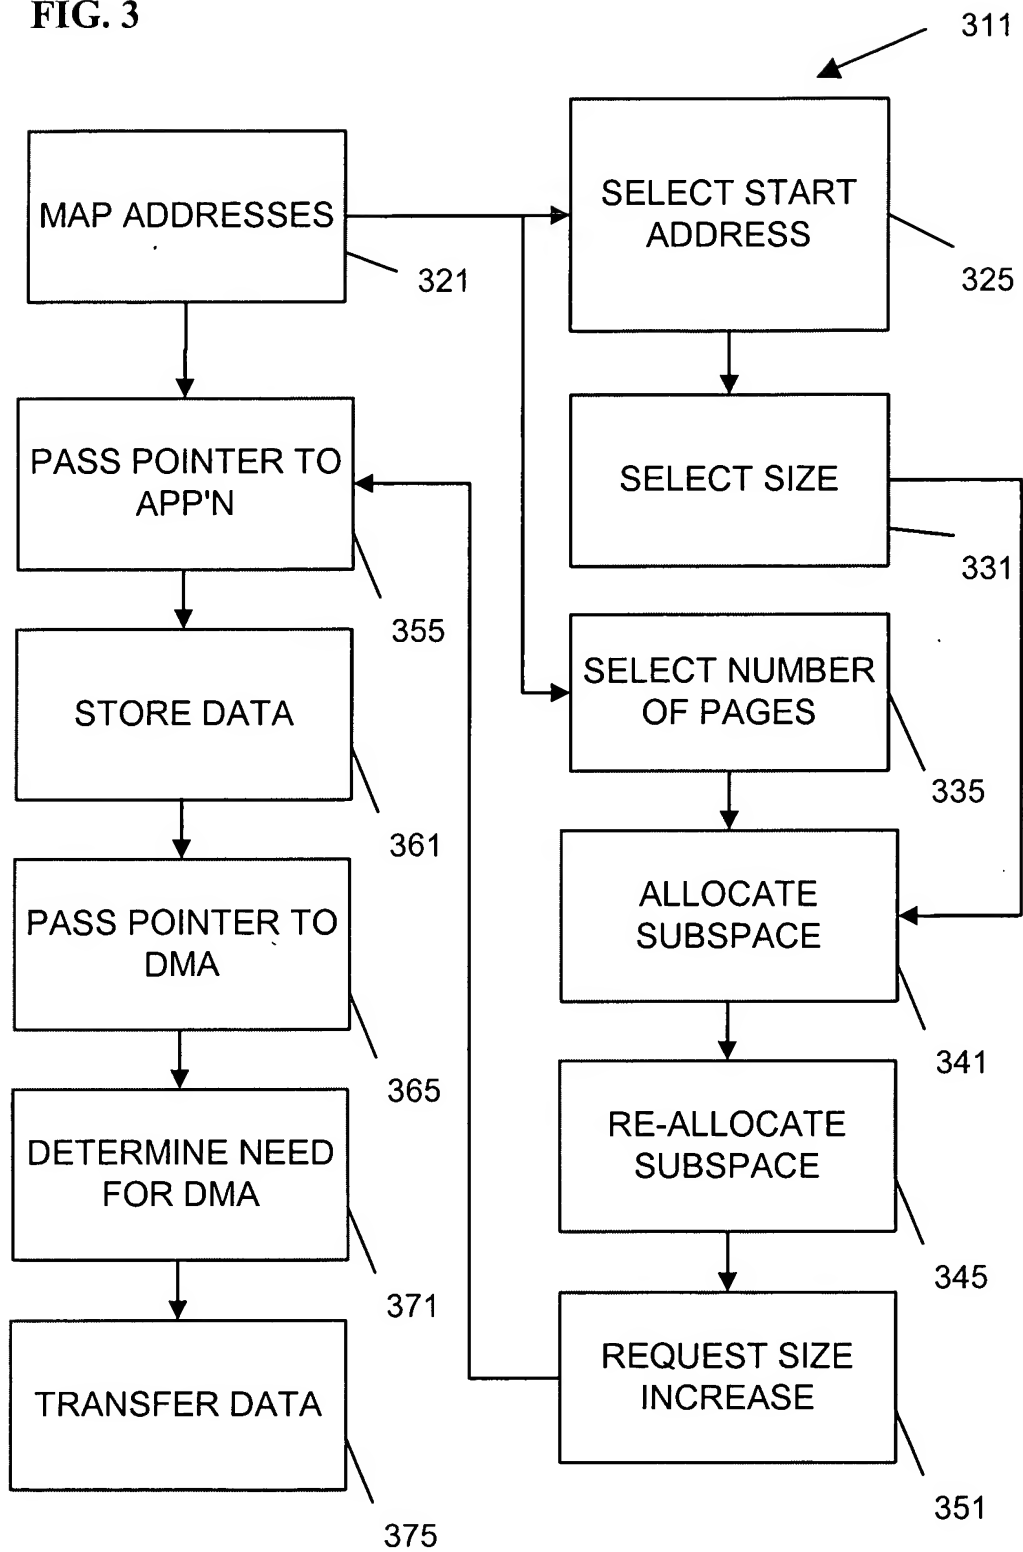 FIG. 3
311
MAP ADDRESSES
321
SELECT START
ADDRESS
325
PASS POINTER TO
APP'N
355
SELECT SIZE
331
STORE DATA
361
SELECT NUMBER
OF PAGES
335
PASS POINTER TO
DMA
365
ALLOCATE
SUBSPACE
341
DETERMINE NEED
FOR DMA
371
RE-ALLOCATE
SUBSPACE
345
TRANSFER DATA
375
REQUEST SIZE
INCREASE
351